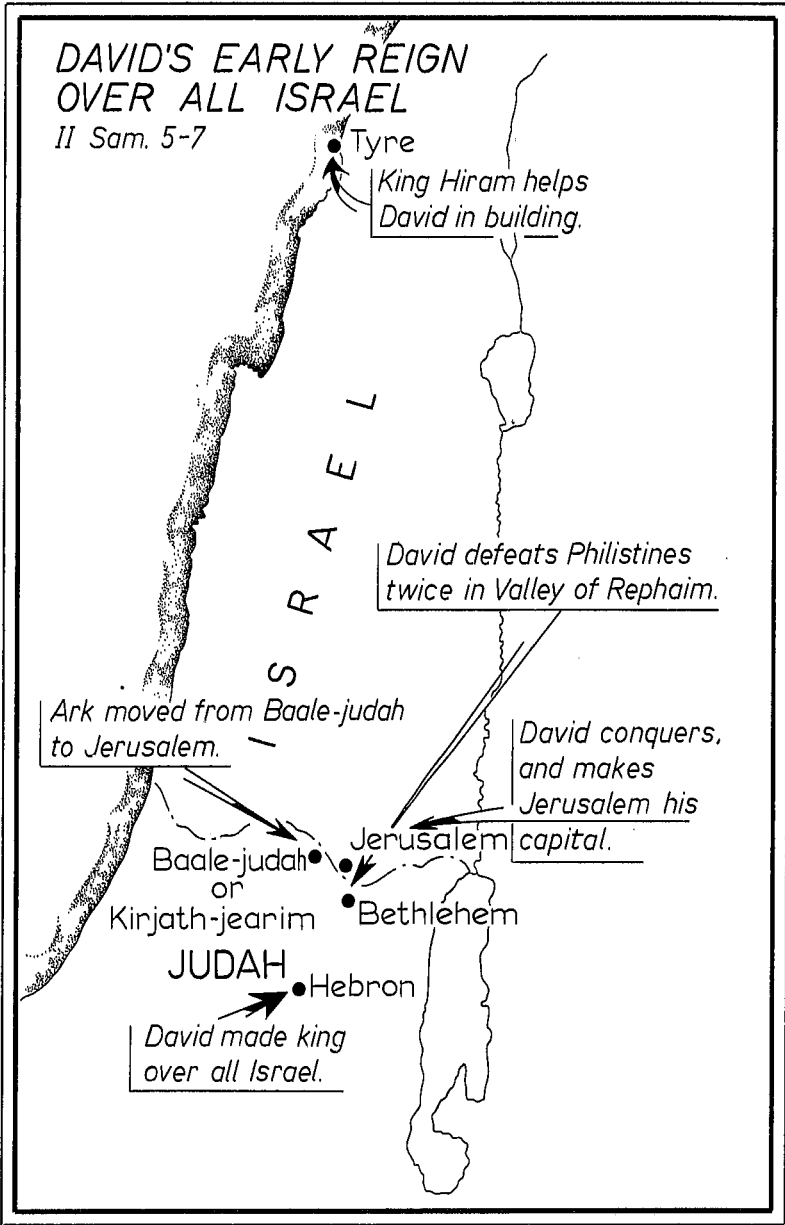 DAVID'S EARLY REIGN
OVER ALL ISRAEL
II Sam. 5-7
Tyre
King Hiram helps
David in building.
ISRAEL
David defeats Philistines
twice in Valley of Rephaim.
Ark moved from Baale-judah
to Jerusalem.
David conquers,
and makes
Jerusalem his
capital.
Jerusalem
Baale-judah
or
Kirjath-jearim
Bethlehem
JUDAH
Hebron
David made king
over all Israel.